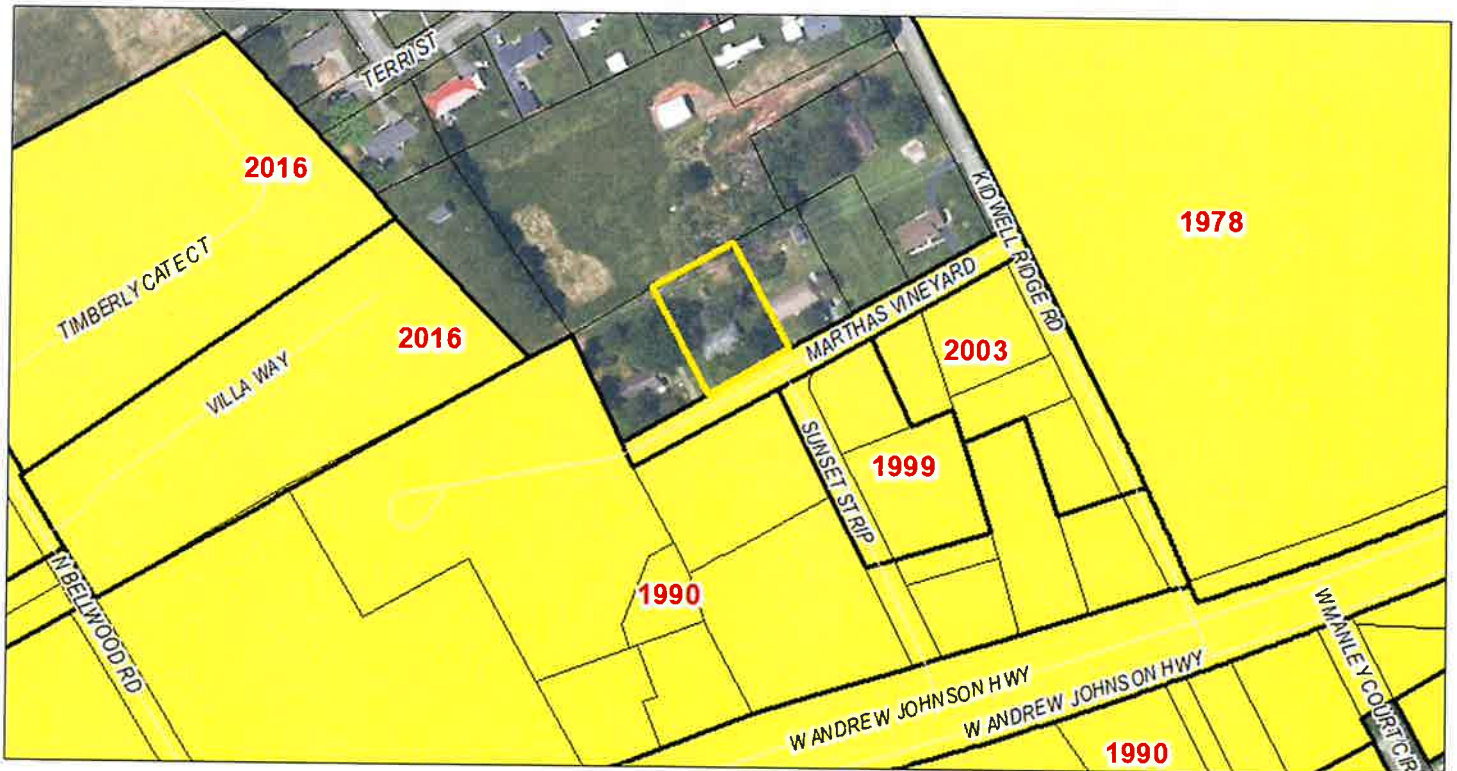 TERRI ST
2016
KIDWELL RIDGE RD
1978
TIMBERLY CATE CT
MARTHAS VINEYARD
2016
2003
VILLA WAY
SUNSET STRIP
1999
N BELLWOOD RD
1990
W MANLEY COURT CIR
W ANDREW JOHNSON HWY
W ANDREW JOHNSON HWY
1990